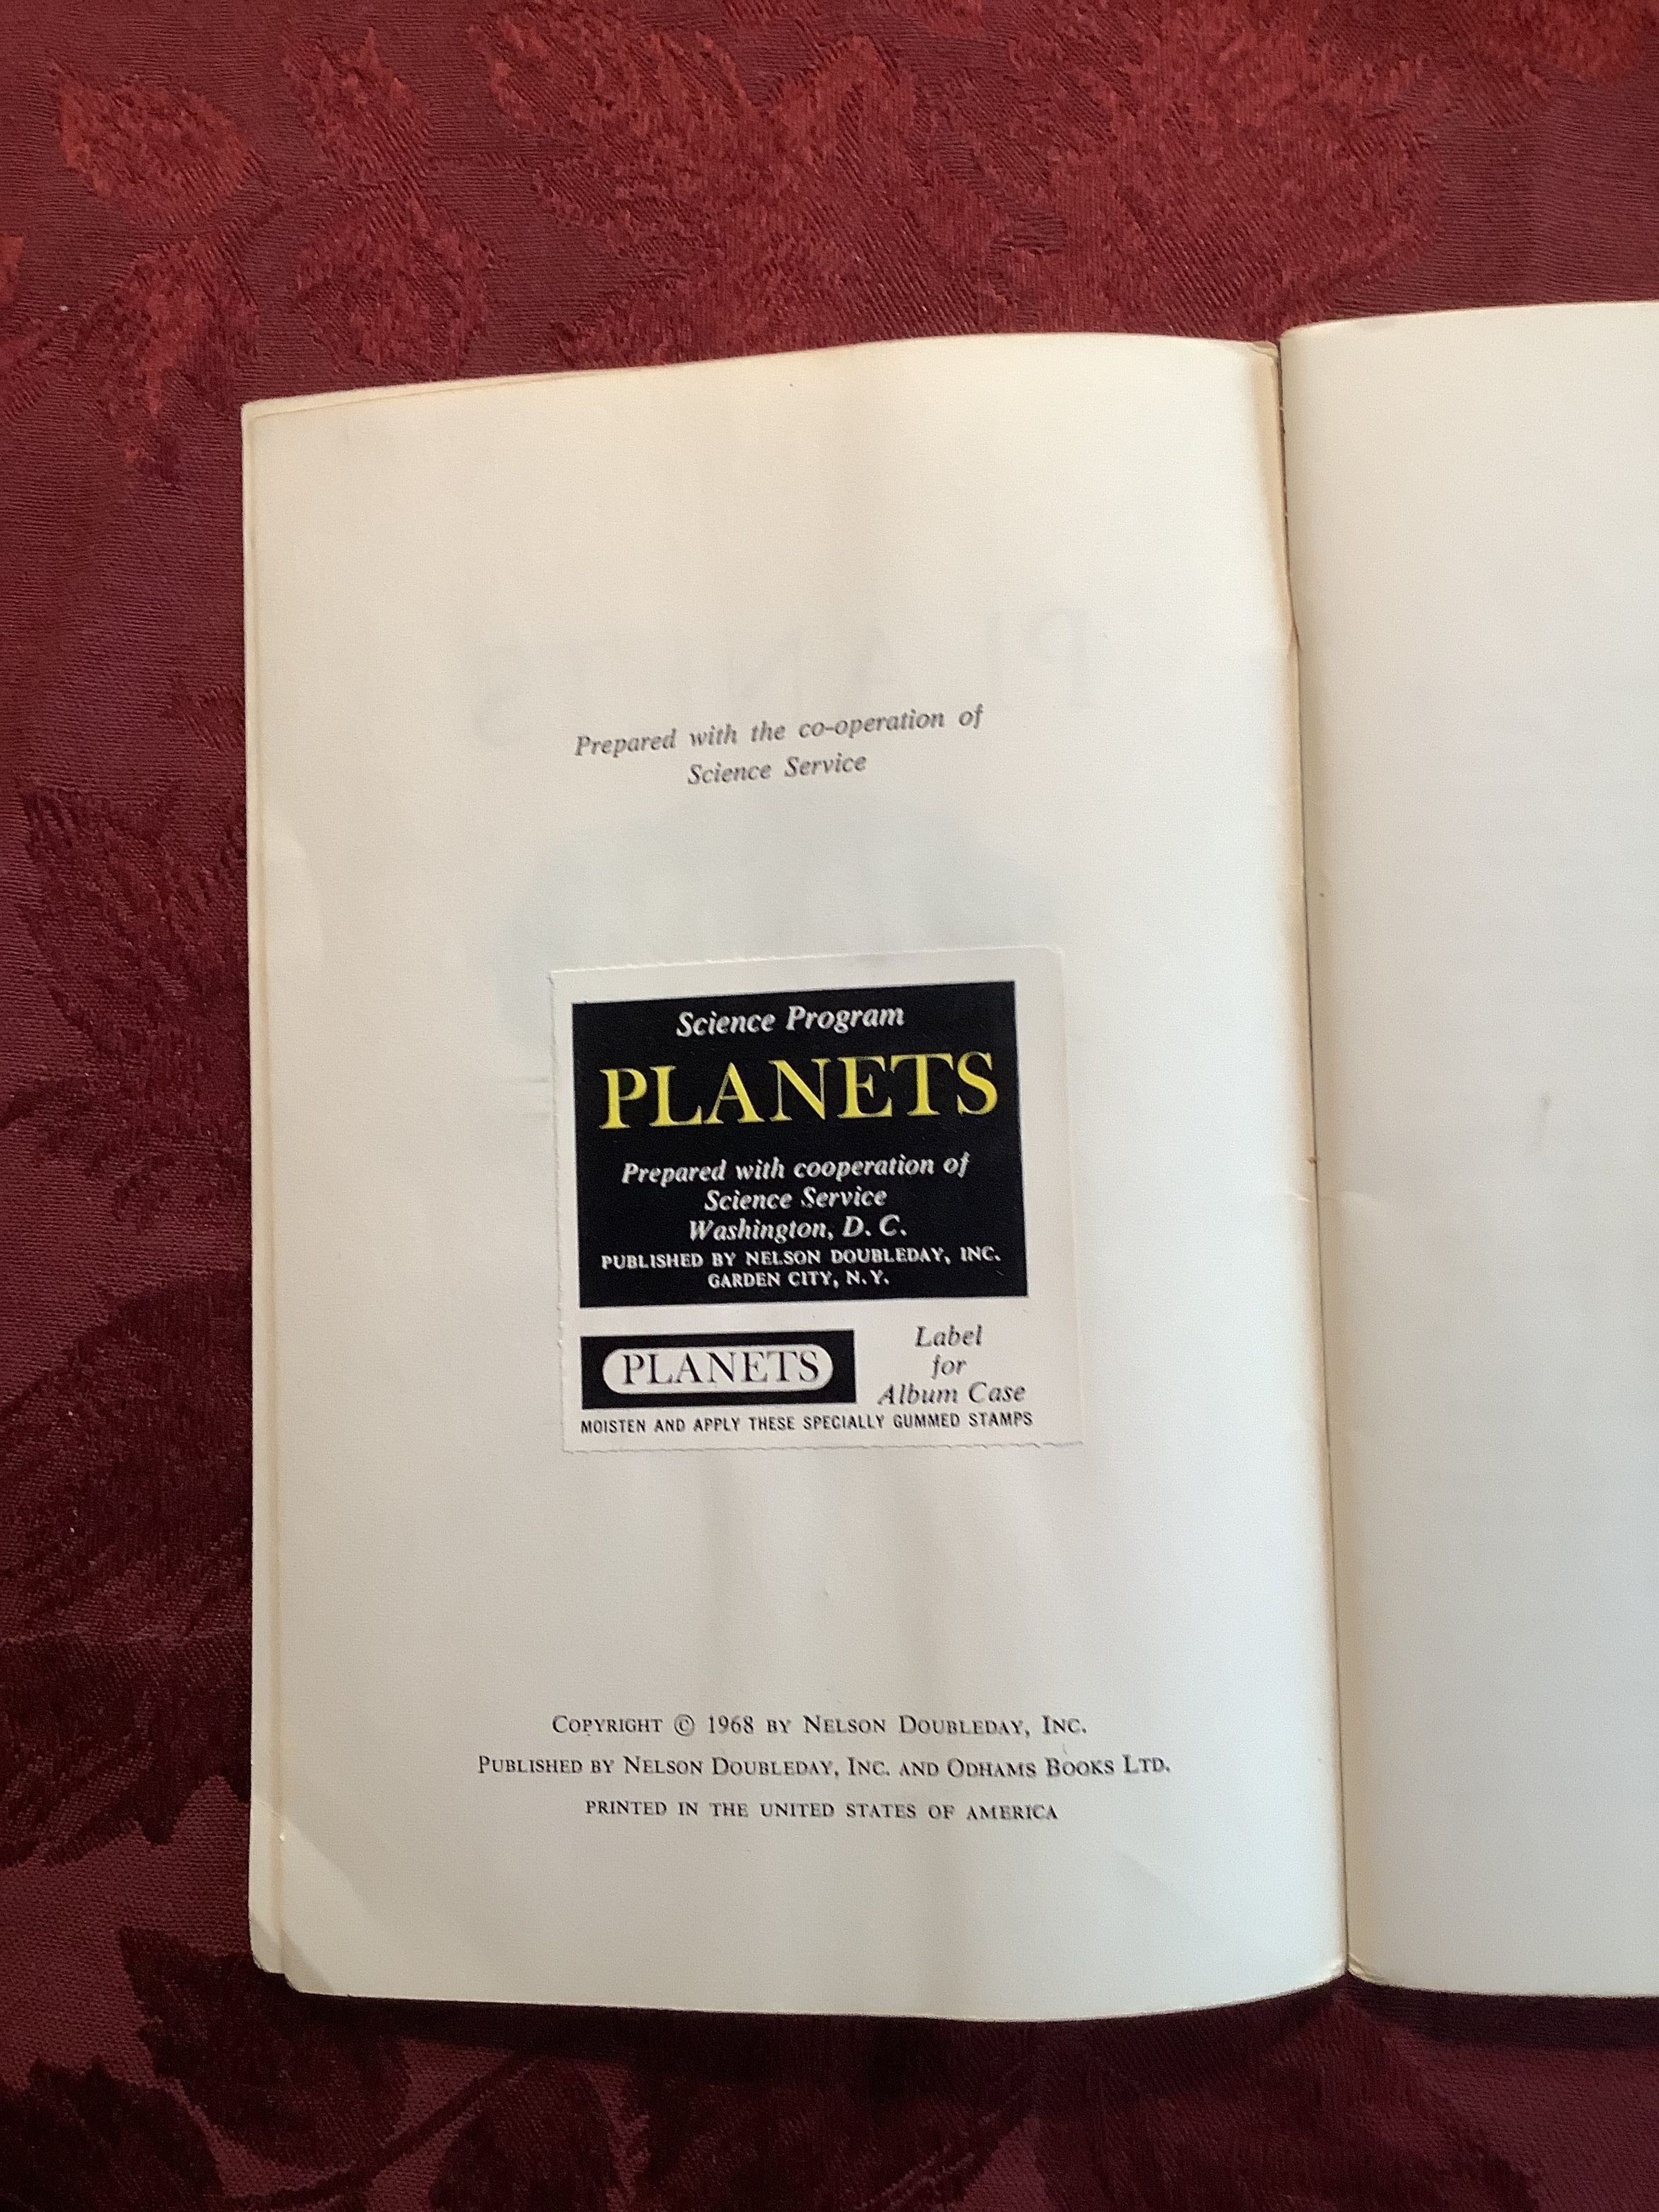 PLANETS
Prepared with the co-operation of
Science Service
Science Program
PLANETS
Prepared with cooperation of
Science Service
Washington, D. C.
PUBLISHED BY NELSON DOUBLEDAY, INC.
GARDEN CITY, N. Y.
PLANETS
Label
for
Album Case
MOISTEN AND APPLY THESE SPECIALLY GUMMED STAMPS
COPYRIGHT © 1968 BY NELSON DOUBLEDAY, INC.
PUBLISHED BY NELSON DOUBLEDAY, INC. AND ODHAMS BOOKS LTD.
PRINTED IN THE UNITED STATES OF AMERICA